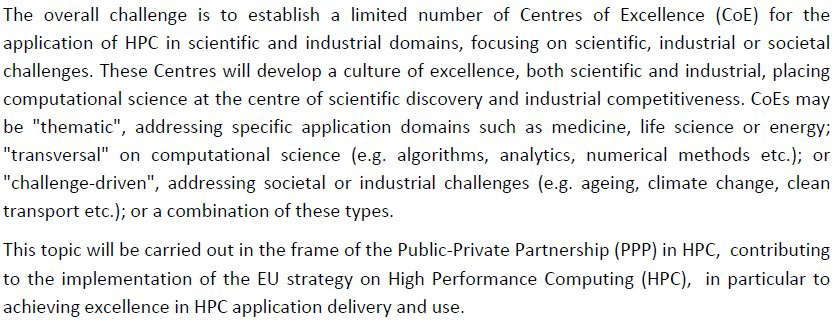 The overall challenge is to establish a limited number of Centres of Excellence (CoE) for the
application of HPC in scientific and industrial domains, focusing on scientific, industrial or societal
challenges. These Centres will develop a culture of excellence, both scientific and industrial, placing
computational science at the centre of scientific discovery and industrial competitiveness. CoEs may
be "thematic", addressing specific application domains such as medicine, life science or energy;
"transversal" on computational science (e.g. algorithms, analytics, numerical methods etc.); or
"challenge-driven", addressing societal or industrial challenges (e.g. ageing, climate change, clean
transport etc.); or a combination of these types.
This topic will be carried out in the frame of the Public-Private Partnership (PPP) in HPC, contributing
to the implementation of the EU strategy on High Performance Computing (HPC), in particular to
achieving excellence in HPC application delivery and use.